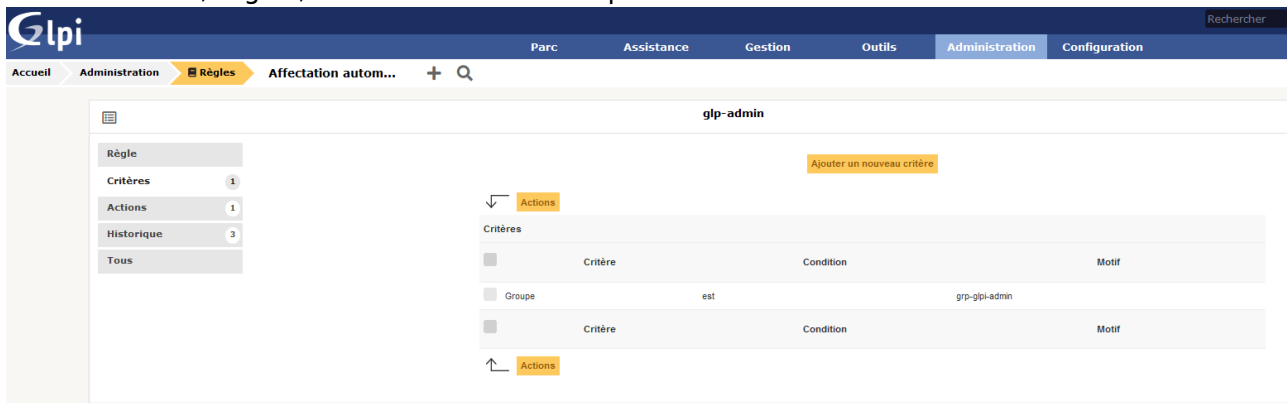 Glpi
Rechercher
Parc Assistance Gestion Outils Administration Configuration
Accueil Administration Règles Affectation autom...
glp-admin
Règle
Critères 1
Actions 1
Historique 3
Tous
Ajouter un nouveau critère
Actions
Critères
Critère Condition Motif
Groupe est grp-glpi-admin
Critère Condition Motif
Actions